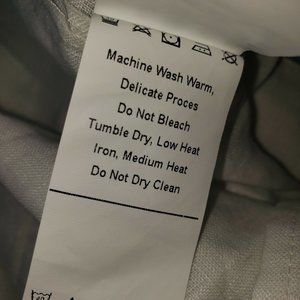 Machine Wash Warm,
Delicate Proces
Do Not Bleach
Tumble Dry, Low Heat
Iron, Medium Heat
Do Not Dry Clean